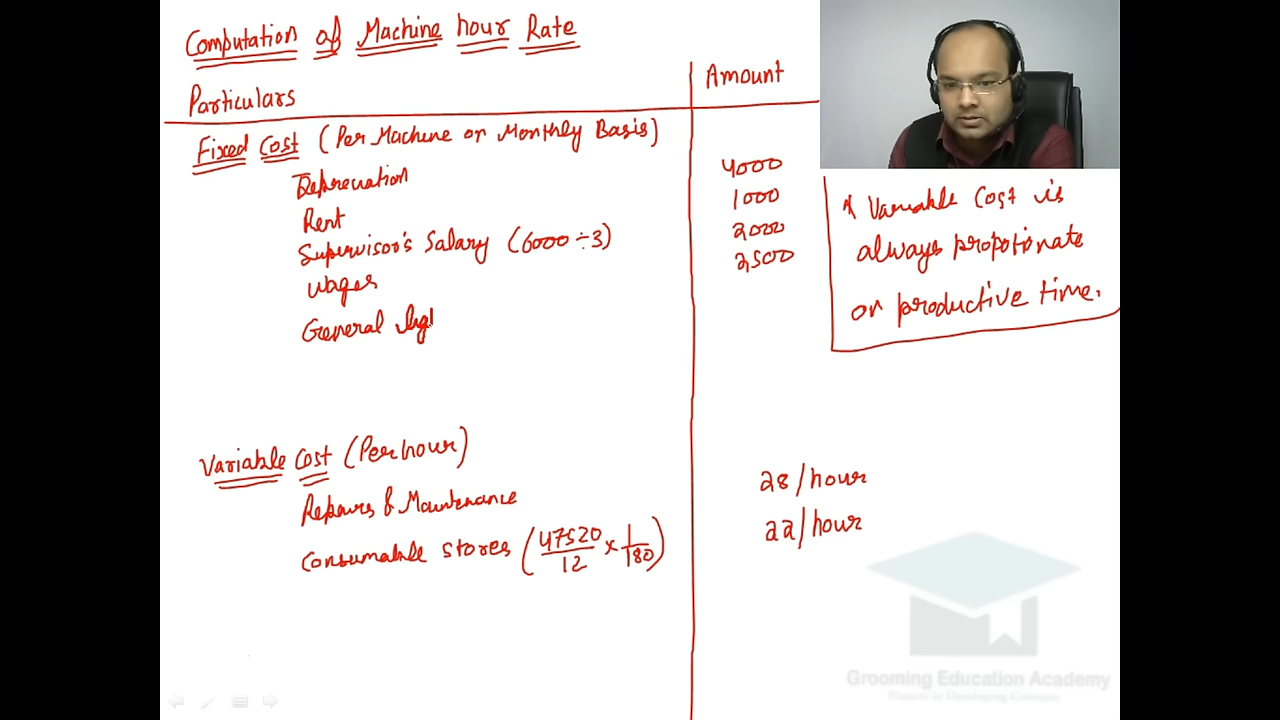 Computation of Machine hour Rate
Particulars
Amount
Fixed Cost (Per Machine or Monthly Basis)
Depreciation
4000
Rent
1000
Supervisor's Salary (6000 ÷ 3)
2000
Wages
2500
General
* Variable Cost is
always propotionate
or productive time.
Variable Cost (Per hour)
Repairs & Maintenance
28/hour
Consumable Stores (47520/12 × 1/180)
22/hour
Grooming Education Academy